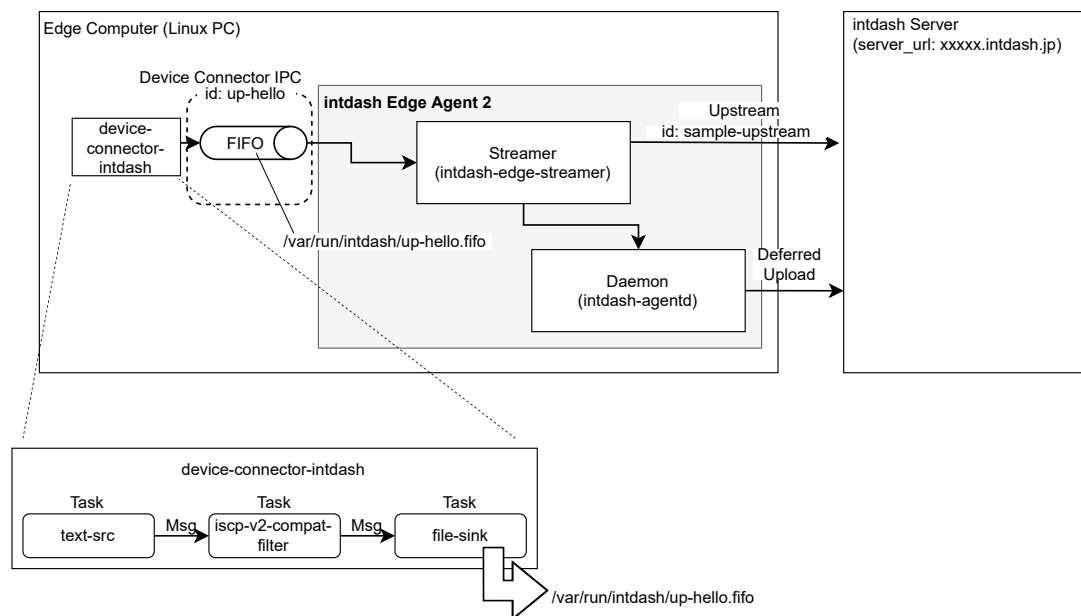 Edge Computer (Linux PC)
intdash Server
(server_url: xxxxx.intdash.jp)
Device Connector IPC
id: up-hello
intdash Edge Agent 2
Upstream
id: sample-upstream
device-
connector-
intdash
FIFO
Streamer
(intdash-edge-streamer)
/var/run/intdash/up-hello.fifo
Deferred
Upload
Daemon
(intdash-agentd)
device-connector-intdash
Task
Task
Task
text-src
Msg
iscp-v2-compat-
filter
Msg
file-sink
/var/run/intdash/up-hello.fifo